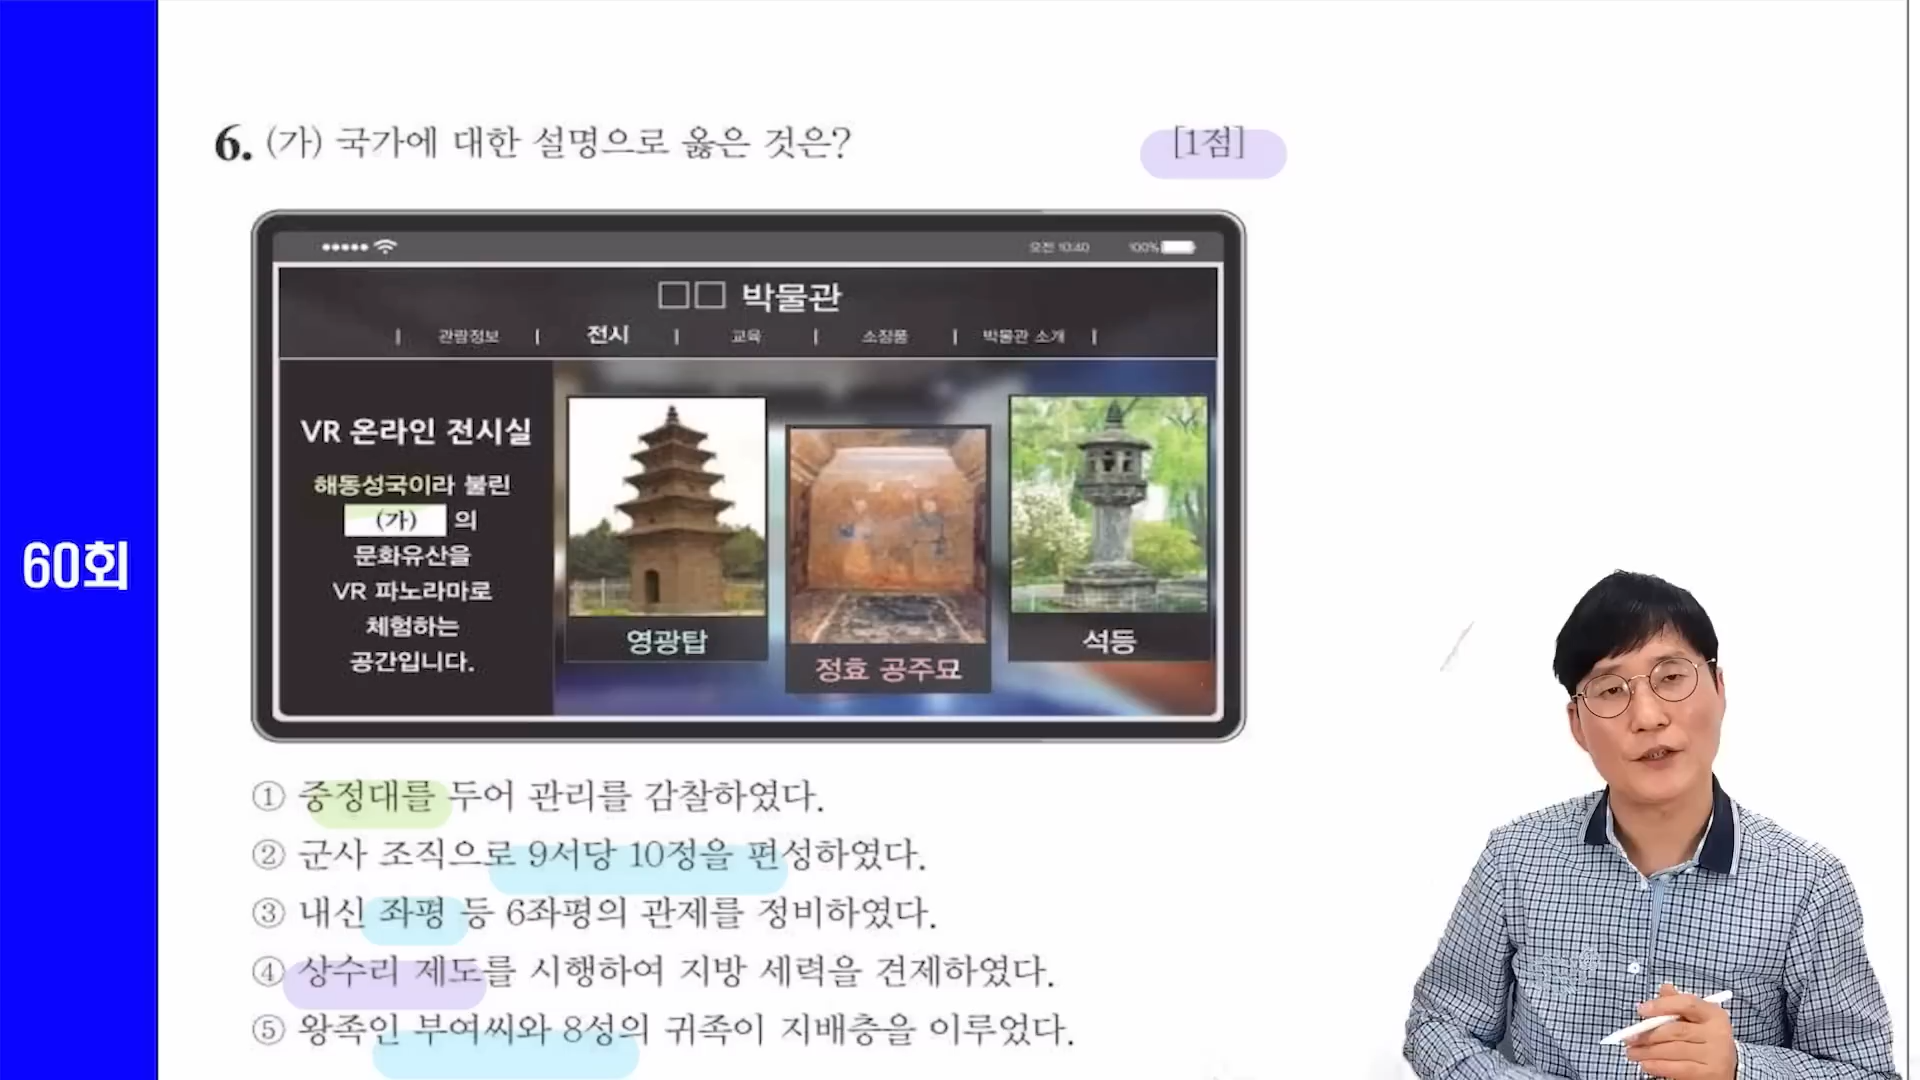 60회
6. (가) 국가에 대한 설명으로 옳은 것은? [1점]
오전 10:40 100%
□□ 박물관
| 관람정보 | 전시 | 교육 | 소장품 | 박물관 소개 |
VR 온라인 전시실
해동성국이라 불린
(가) 의
문화유산을
VR 파노라마로
체험하는
공간입니다.
영광탑
정효 공주묘
석등
① 중정대를 두어 관리를 감찰하였다.
② 군사 조직으로 9서당 10정을 편성하였다.
③ 내신 좌평 등 6좌평의 관제를 정비하였다.
④ 상수리 제도를 시행하여 지방 세력을 견제하였다.
⑤ 왕족인 부여씨와 8성의 귀족이 지배층을 이루었다.